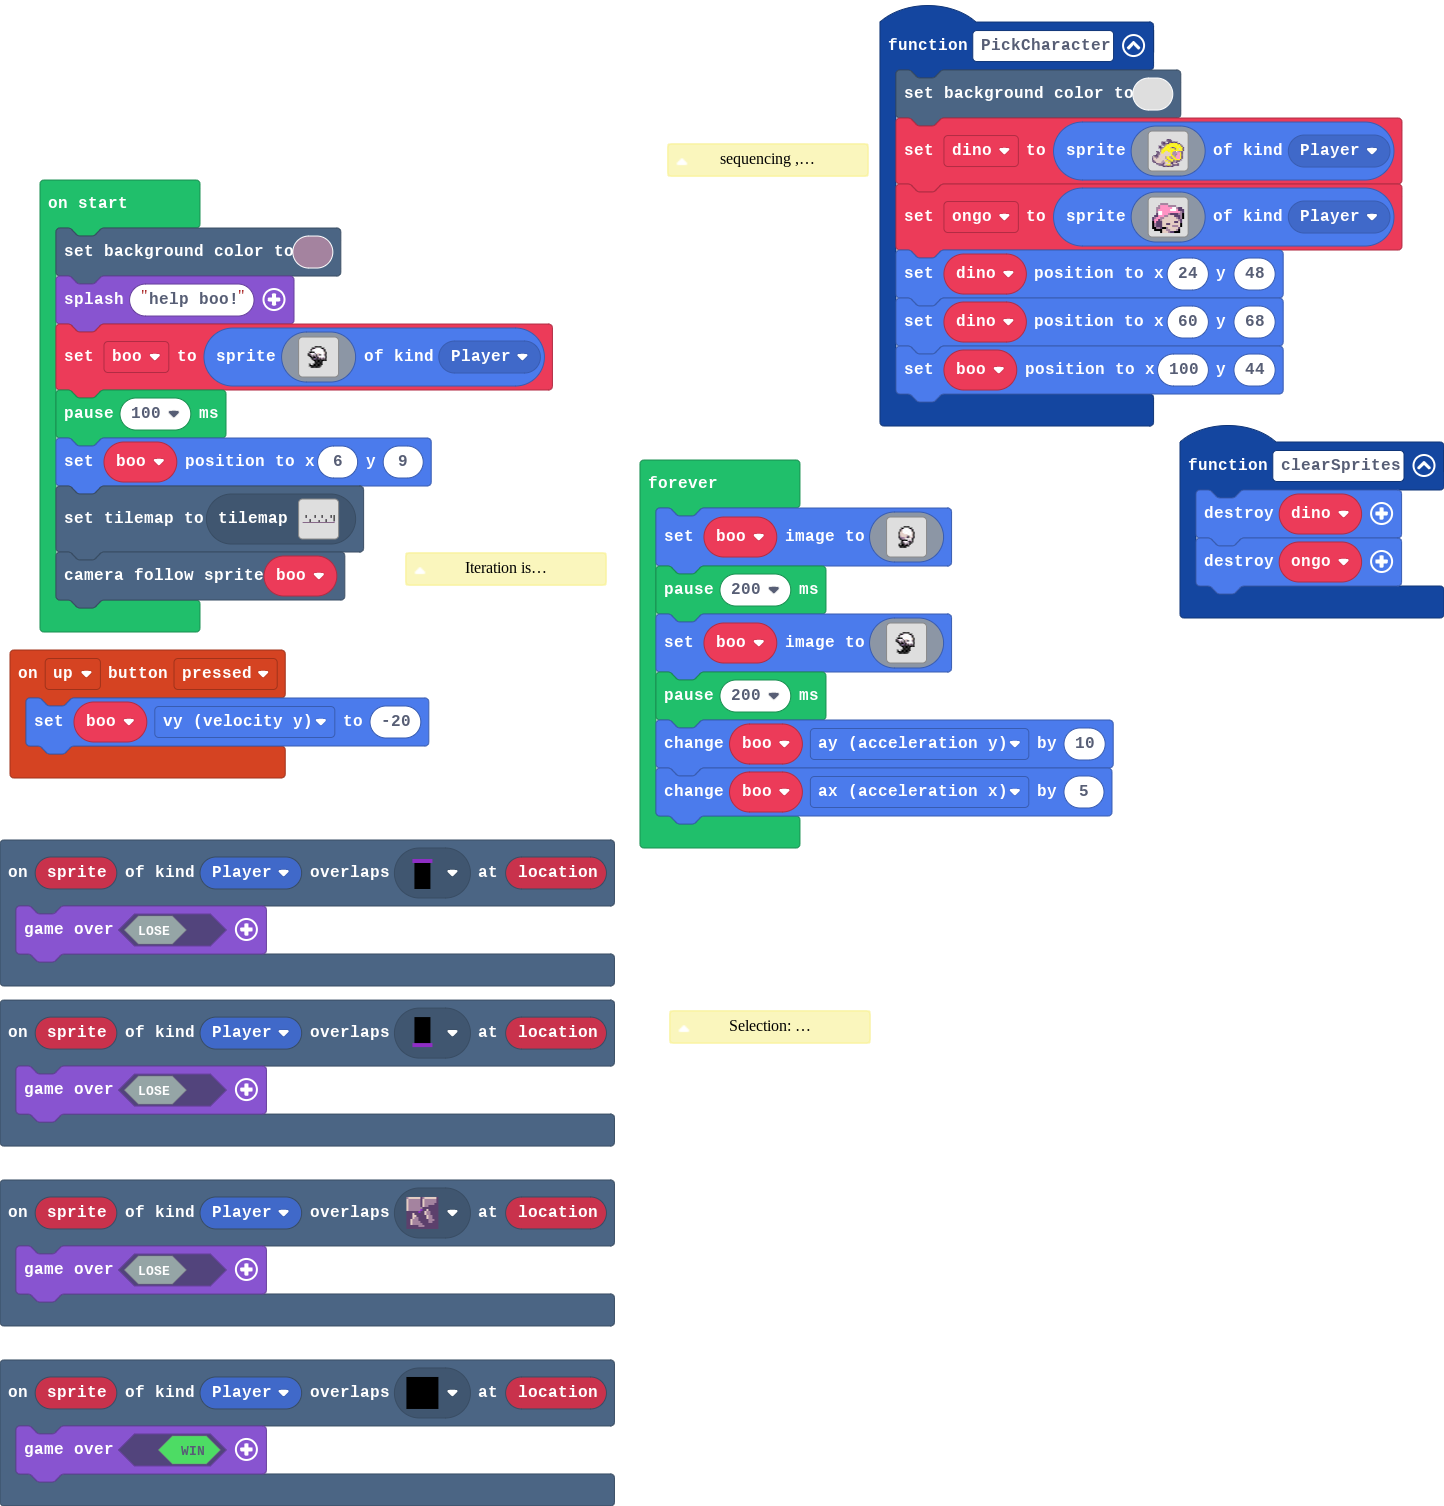 function PickCharacter
set background color to
set dino to sprite of kind Player
set ongo to sprite of kind Player
set dino position to x 24 y 48
set dino position to x 60 y 68
set boo position to x 100 y 44
sequencing ,…
on start
set background color to
splash "help boo!"
set boo to sprite of kind Player
pause 100 ms
set boo position to x 6 y 9
set tilemap to tilemap
camera follow sprite boo
Iteration is…
function clearSprites
destroy dino
destroy ongo
forever
set boo image to
pause 200 ms
set boo image to
pause 200 ms
change boo ay (acceleration y) by 10
change boo ax (acceleration x) by 5
on up button pressed
set boo vy (velocity y) to -20
on sprite of kind Player overlaps at location
game over LOSE
on sprite of kind Player overlaps at location
game over LOSE
Selection: …
on sprite of kind Player overlaps at location
game over LOSE
on sprite of kind Player overlaps at location
game over WIN